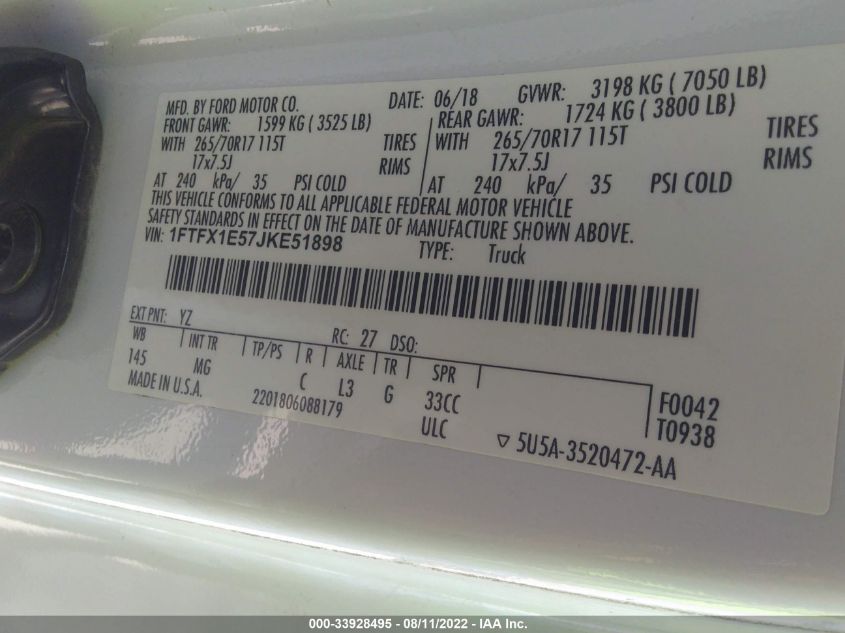 MFD. BY FORD MOTOR CO. DATE: 06/18 GVWR: 3198 KG ( 7050 LB)
FRONT GAWR: 1599 KG ( 3525 LB) REAR GAWR: 1724 KG ( 3800 LB)
WITH 265/70R17 115T TIRES WITH 265/70R17 115T TIRES
17x7.5J RIMS 17x7.5J RIMS
AT 240 kPa/ 35 PSI COLD AT 240 kPa/ 35 PSI COLD
THIS VEHICLE CONFORMS TO ALL APPLICABLE FEDERAL MOTOR VEHICLE
SAFETY STANDARDS IN EFFECT ON THE DATE OF MANUFACTURE SHOWN ABOVE.
VIN: 1FTFX1E57JKE51898 TYPE: Truck
EXT PNT: YZ RC: 27 DSO:
WB INT TR TP/PS R AXLE TR SPR
145 MG C L3 G 33CC F0042
ULC T0938
MADE IN U.S.A. 2201806088179 5U5A-3520472-AA
000-33928495 - 08/11/2022 - IAA Inc.